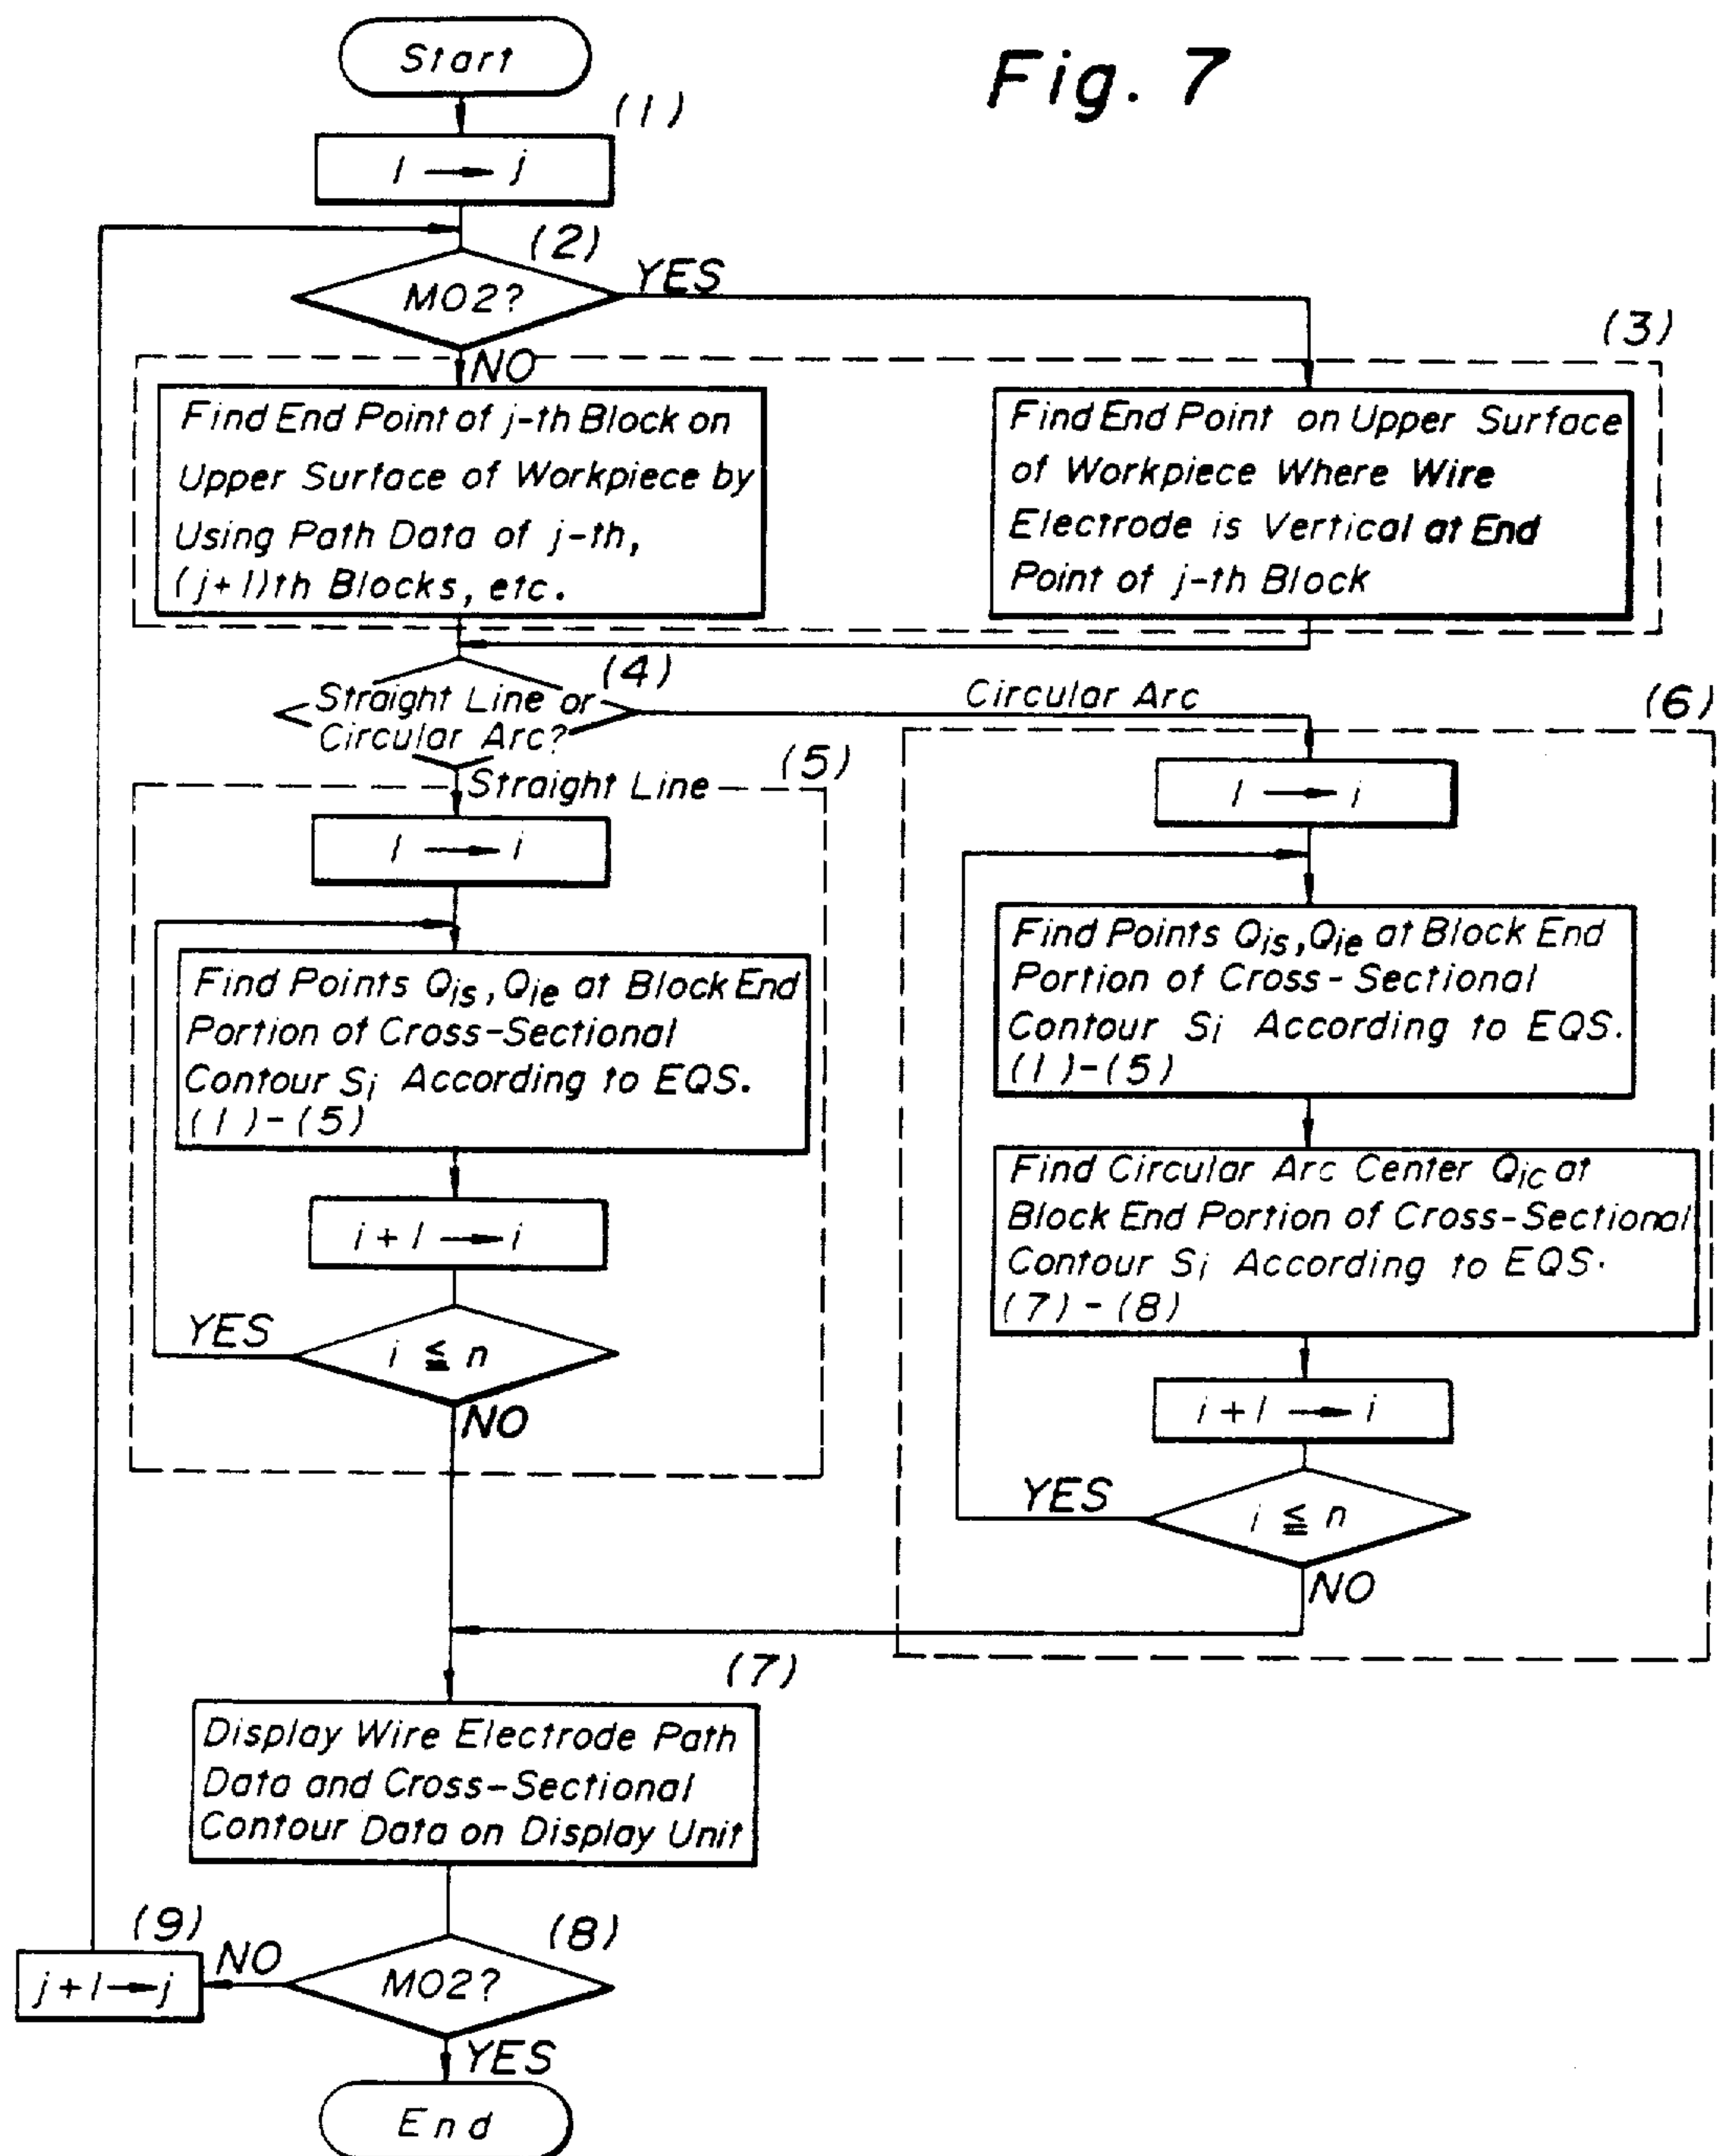 Fig. 7
Start
(1)
1 → j
(2)
M02?
YES
NO
(3)
Find End Point of j-th Block on
Upper Surface of Workpiece by
Using Path Data of j-th,
(j+1)th Blocks, etc.
Find End Point on Upper Surface
of Workpiece Where Wire
Electrode is Vertical at End
Point of j-th Block
(4)
Straight Line or
Circular Arc?
Circular Arc
Straight Line
(5)
1 → i
Find Points Qis, Qie at Block End
Portion of Cross-Sectional
Contour Si According to EQS.
(1)-(5)
i+1 → i
i ≦ n
YES
NO
(6)
1 → i
Find Points Qis, Qie at Block End
Portion of Cross-Sectional
Contour Si According to EQS.
(1)-(5)
Find Circular Arc Center Qic at
Block End Portion of Cross-Sectional
Contour Si According to EQS.
(7)-(8)
i+1 → i
i ≦ n
YES
NO
(7)
Display Wire Electrode Path
Data and Cross-Sectional
Contour Data on Display Unit
(8)
M02?
NO
(9)
j+1→j
YES
End